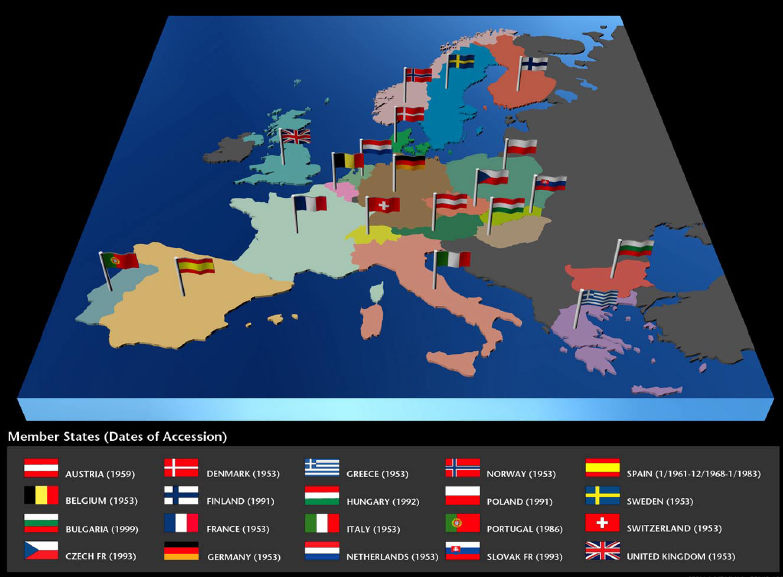 Member States (Dates of Accession)
AUSTRIA (1959)
DENMARK (1953)
GREECE (1953)
NORWAY (1953)
SPAIN (1/1961-12/1968-1/1983)
BELGIUM (1953)
FINLAND (1991)
HUNGARY (1992)
POLAND (1991)
SWEDEN (1953)
BULGARIA (1999)
FRANCE (1953)
ITALY (1953)
PORTUGAL (1986)
SWITZERLAND (1953)
CZECH FR (1993)
GERMANY (1953)
NETHERLANDS (1953)
SLOVAK FR (1993)
UNITED KINGDOM (1953)